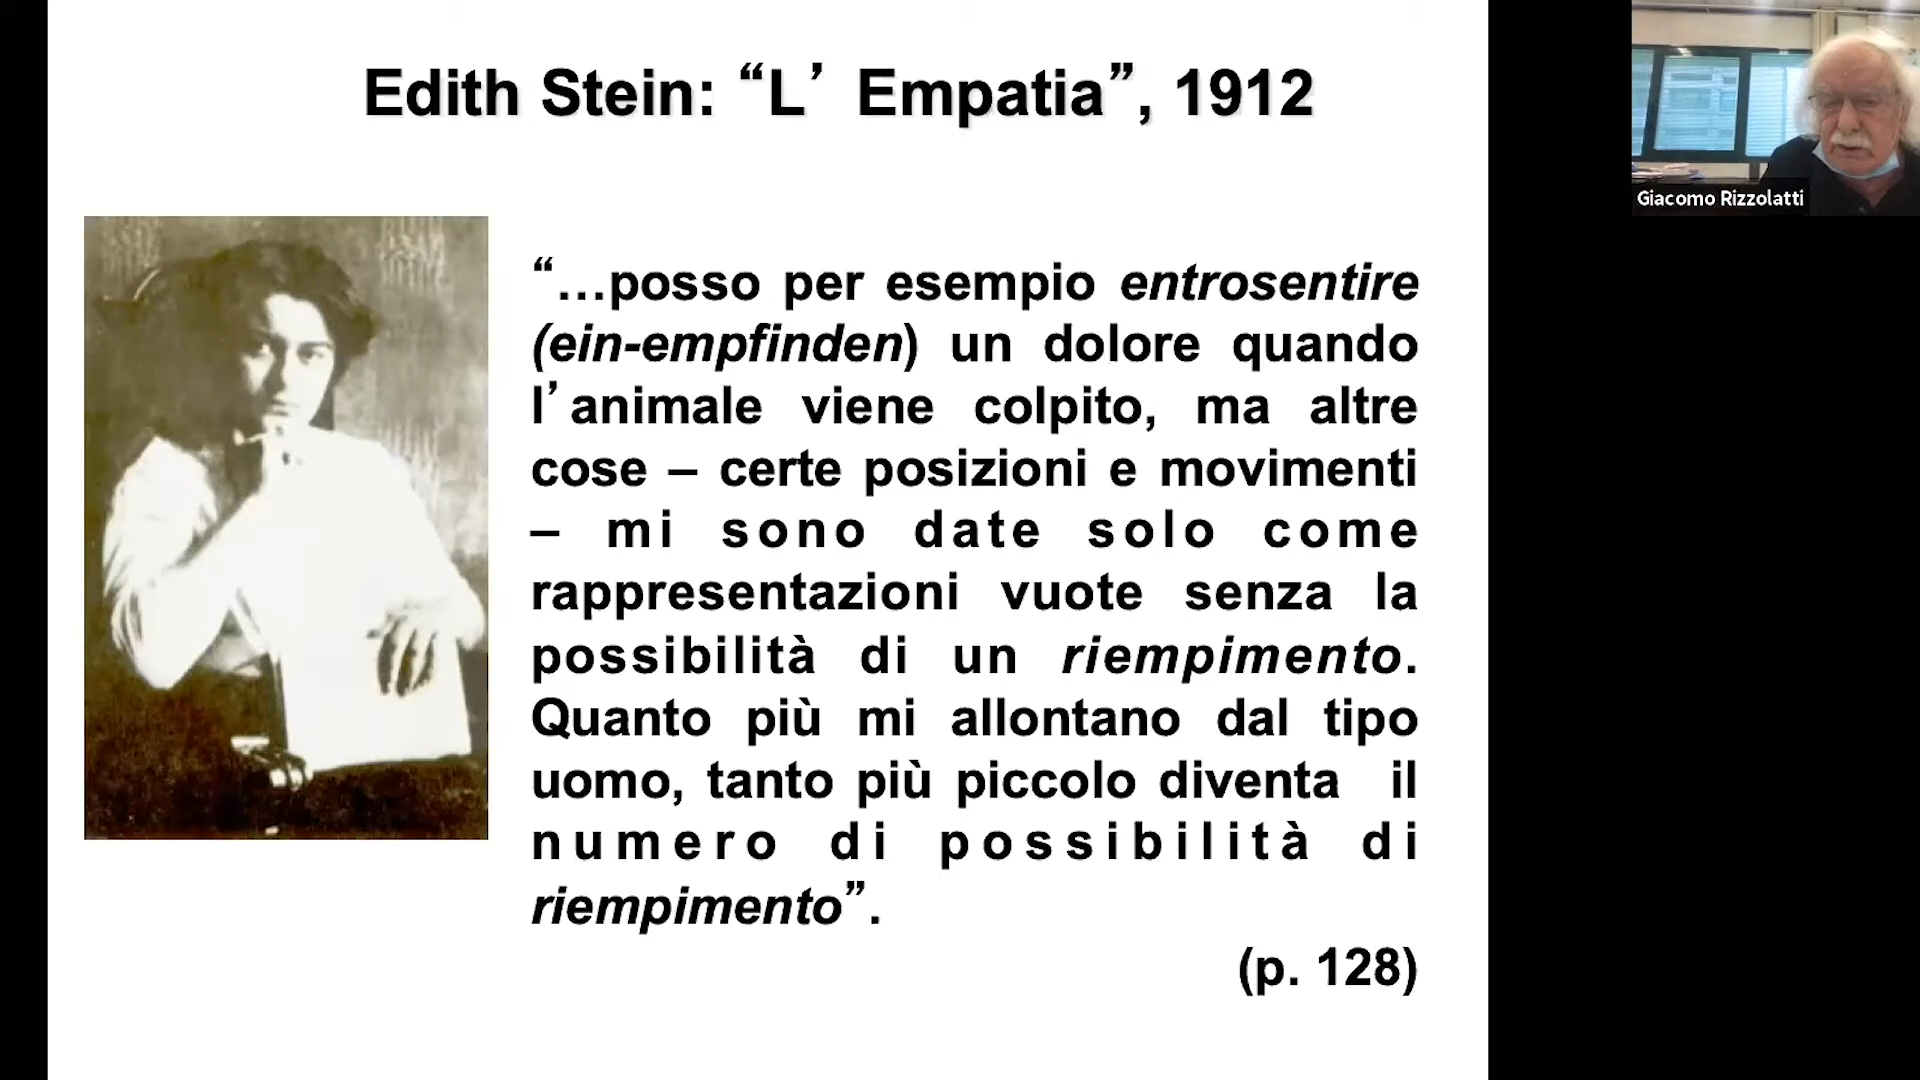 Edith Stein: “L’ Empatia”, 1912
Giacomo Rizzolatti
“…posso per esempio entrosentire
(ein-empfinden) un dolore quando
l’animale viene colpito, ma altre
cose – certe posizioni e movimenti
– mi sono date solo come
rappresentazioni vuote senza la
possibilità di un riempimento.
Quanto più mi allontano dal tipo
uomo, tanto più piccolo diventa il
numero di possibilità di
riempimento”.
(p. 128)